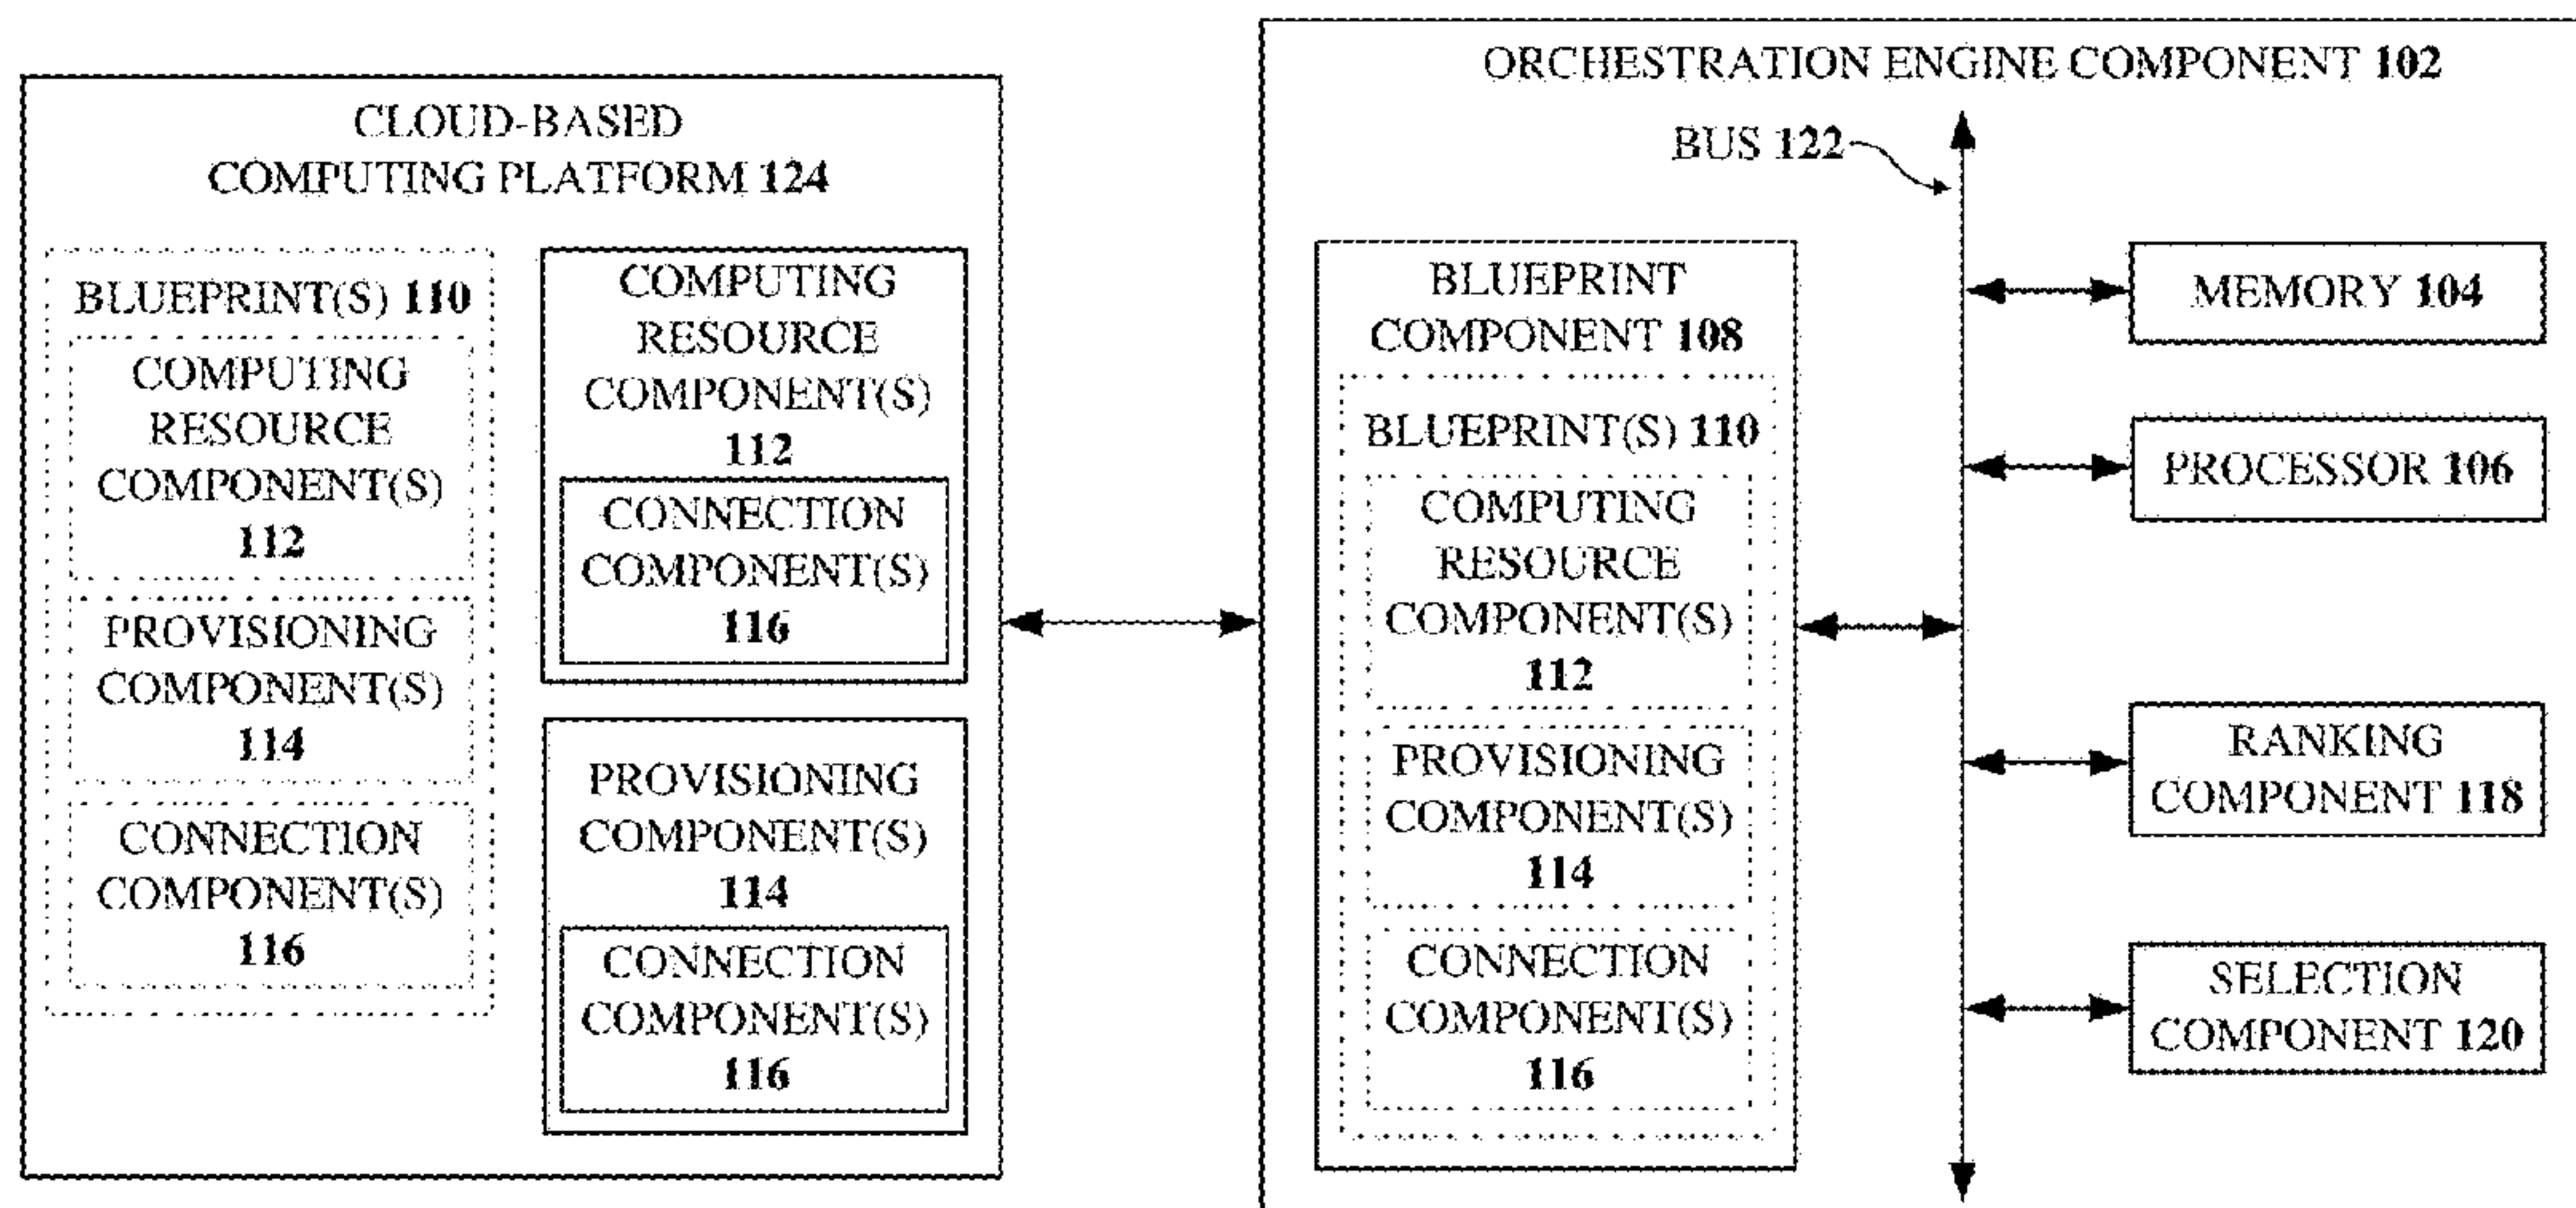 CLOUD-BASED
COMPUTING PLATFORM 124
BLUEPRINT(S) 110
COMPUTING
RESOURCE
COMPONENT(S)
112
PROVISIONING
COMPONENT(S)
114
CONNECTION
COMPONENT(S)
116
COMPUTING
RESOURCE
COMPONENT(S)
112
CONNECTION
COMPONENT(S)
116
PROVISIONING
COMPONENT(S)
114
CONNECTION
COMPONENT(S)
116
ORCHESTRATION ENGINE COMPONENT 102
BUS 122
BLUEPRINT
COMPONENT 108
BLUEPRINT(S) 110
COMPUTING
RESOURCE
COMPONENT(S)
112
PROVISIONING
COMPONENT(S)
114
CONNECTION
COMPONENT(S)
116
MEMORY 104
PROCESSOR 106
RANKING
COMPONENT 118
SELECTION
COMPONENT 120